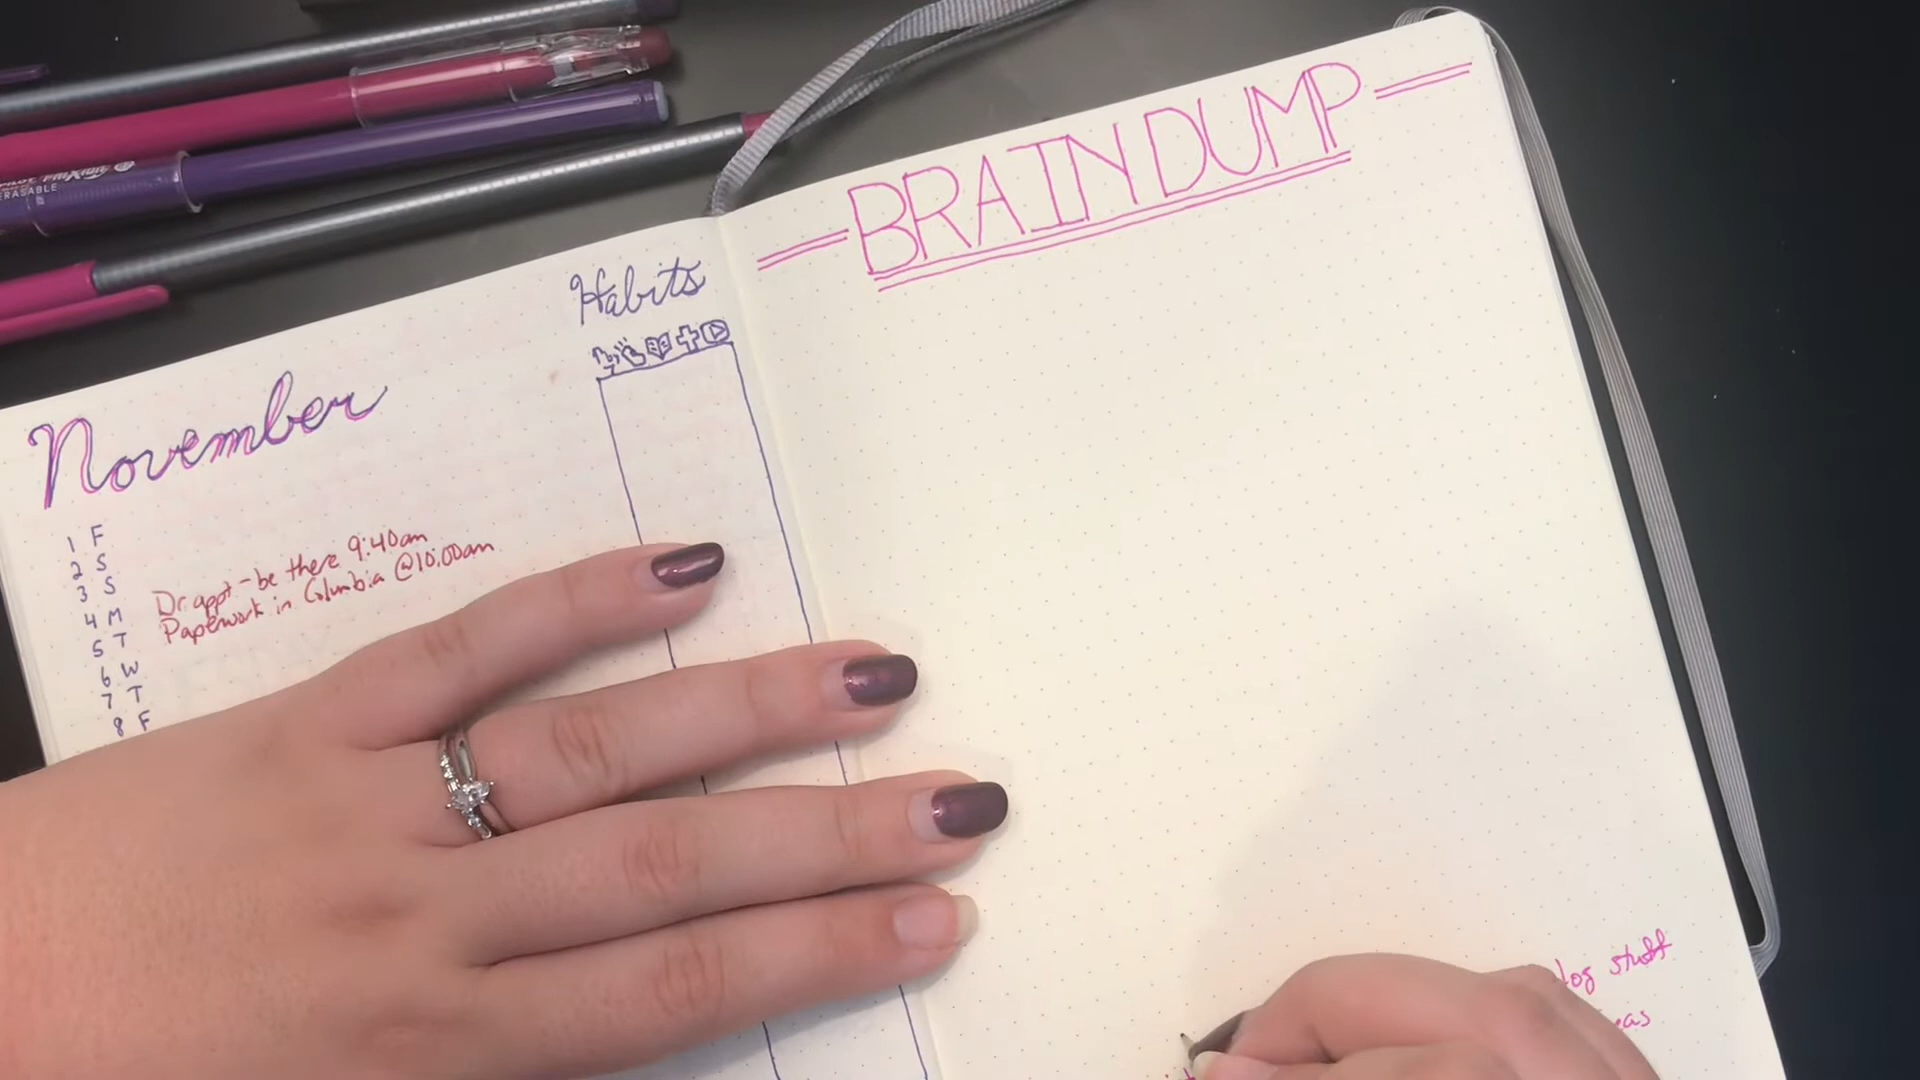 ERASABLE
November
1 F
2 S
3 S
4 M
5 T
6 W
7 T
8 F
Dr. appt - be there 9:40am
Paperwork in Columbia @10:00am
Habits
BRAIN DUMP
stuff